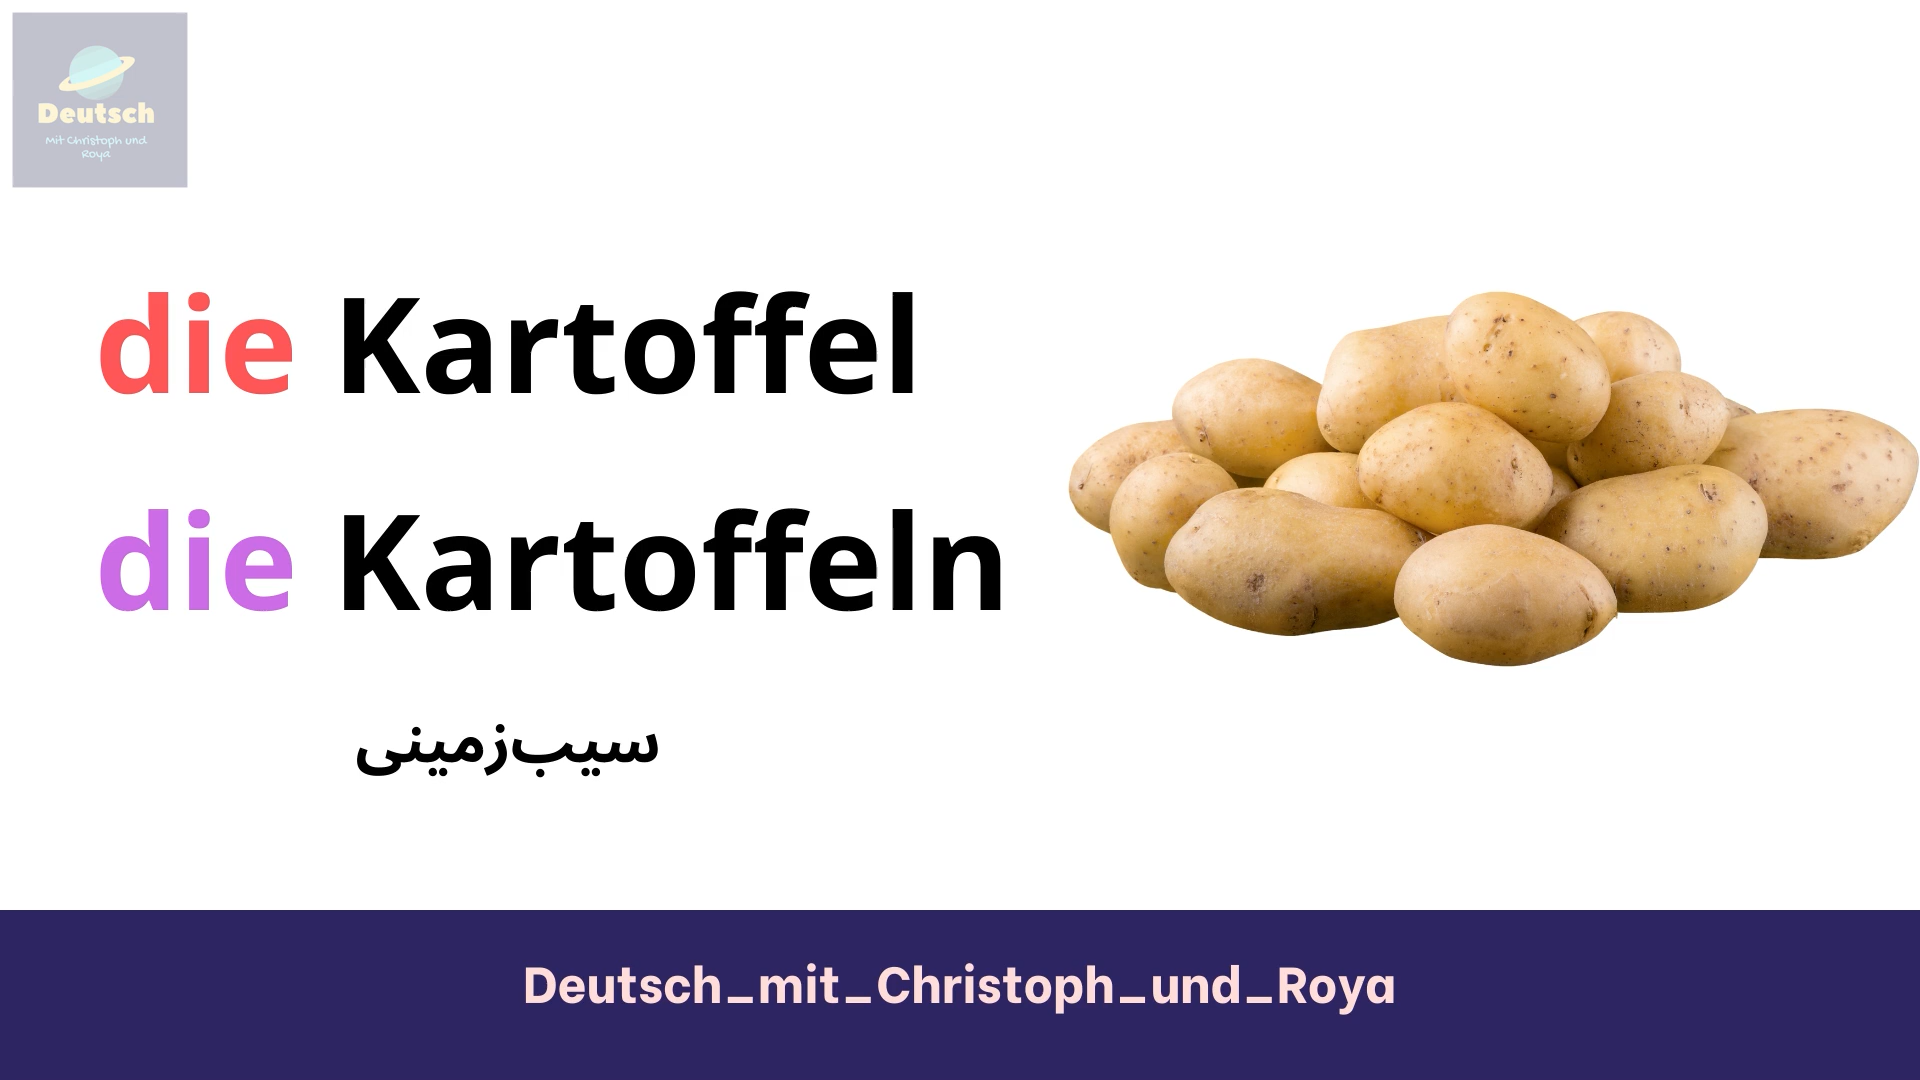 Deutsch
Mit Christoph und
Roya
die Kartoffel
die Kartoffeln
سیب‌زمینی
Deutsch_mit_Christoph_und_Roya